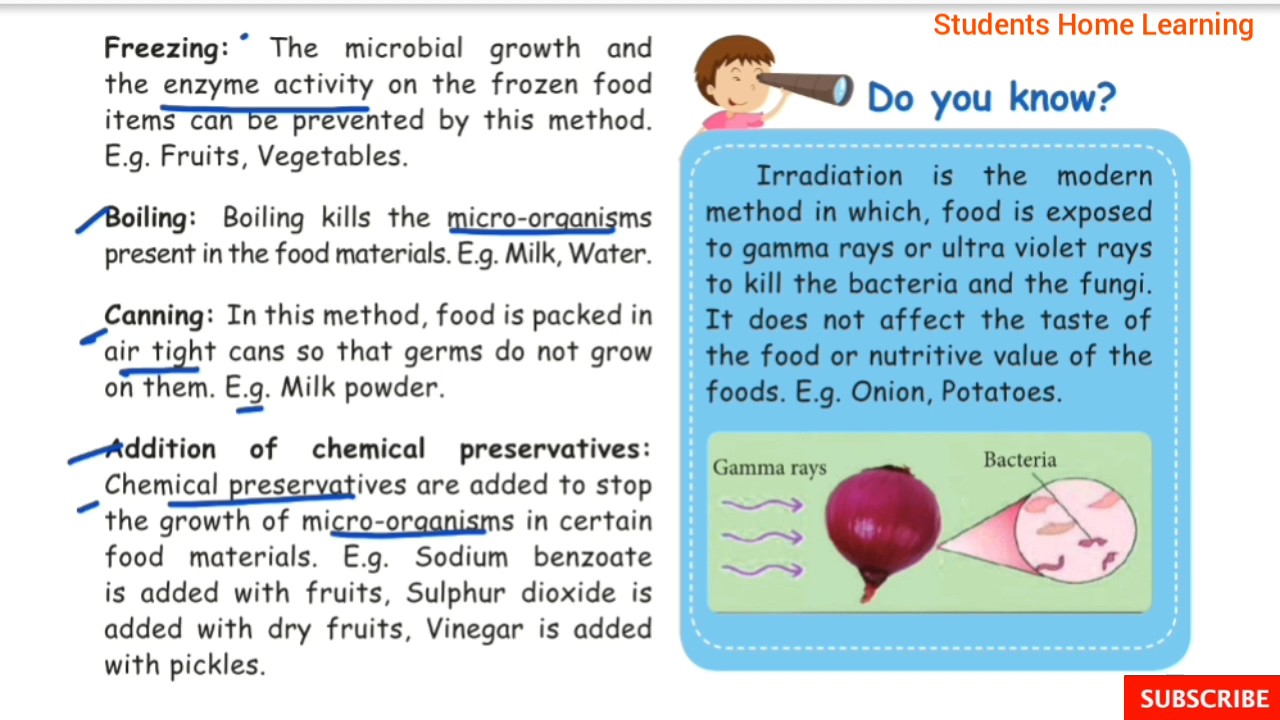 Students Home Learning
Freezing: The microbial growth and
the enzyme activity on the frozen food
items can be prevented by this method.
E.g. Fruits, Vegetables.
Boiling: Boiling kills the micro-organisms
present in the food materials. E.g. Milk, Water.
Canning: In this method, food is packed in
air tight cans so that germs do not grow
on them. E.g. Milk powder.
Addition of chemical preservatives:
Chemical preservatives are added to stop
the growth of micro-organisms in certain
food materials. E.g. Sodium benzoate
is added with fruits, Sulphur dioxide is
added with dry fruits, Vinegar is added
with pickles.
Do you know?
Irradiation is the modern
method in which, food is exposed
to gamma rays or ultra violet rays
to kill the bacteria and the fungi.
It does not affect the taste of
the food or nutritive value of the
foods. E.g. Onion, Potatoes.
Gamma rays
Bacteria
SUBSCRIBE